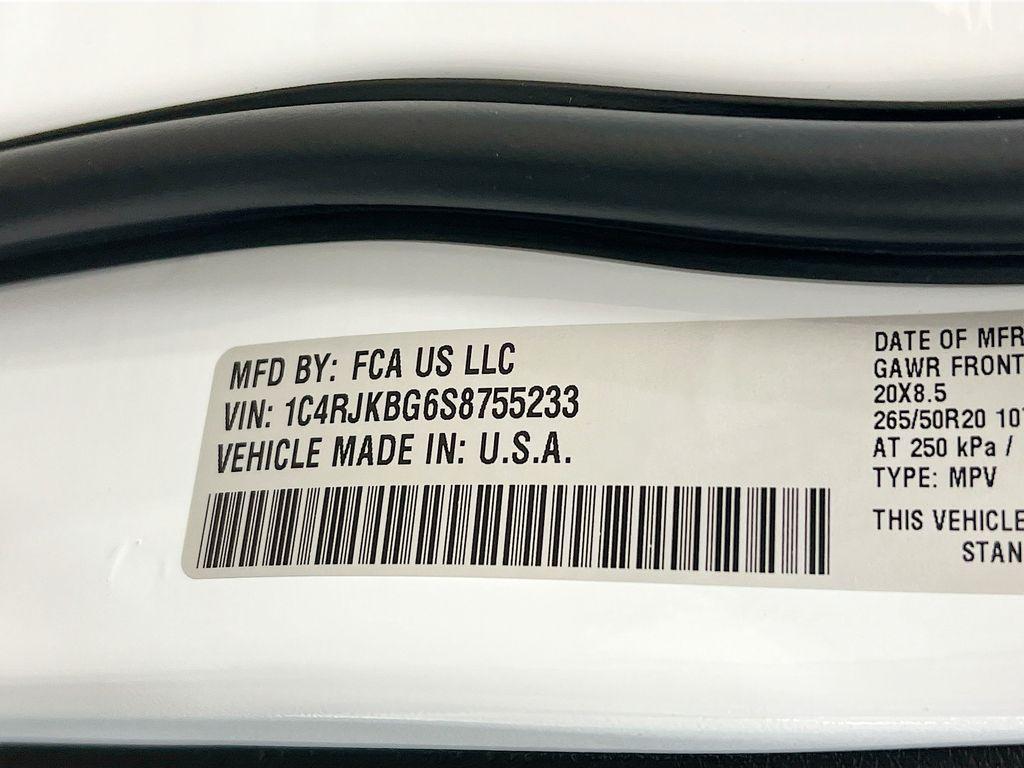 MFD BY: FCA US LLC
VIN: 1C4RJKBG6S8755233
VEHICLE MADE IN: U.S.A.
DATE OF MFR
GAWR FRONT
20X8.5
265/50R20 107
AT 250 kPa /
TYPE: MPV
THIS VEHICLE
STAN